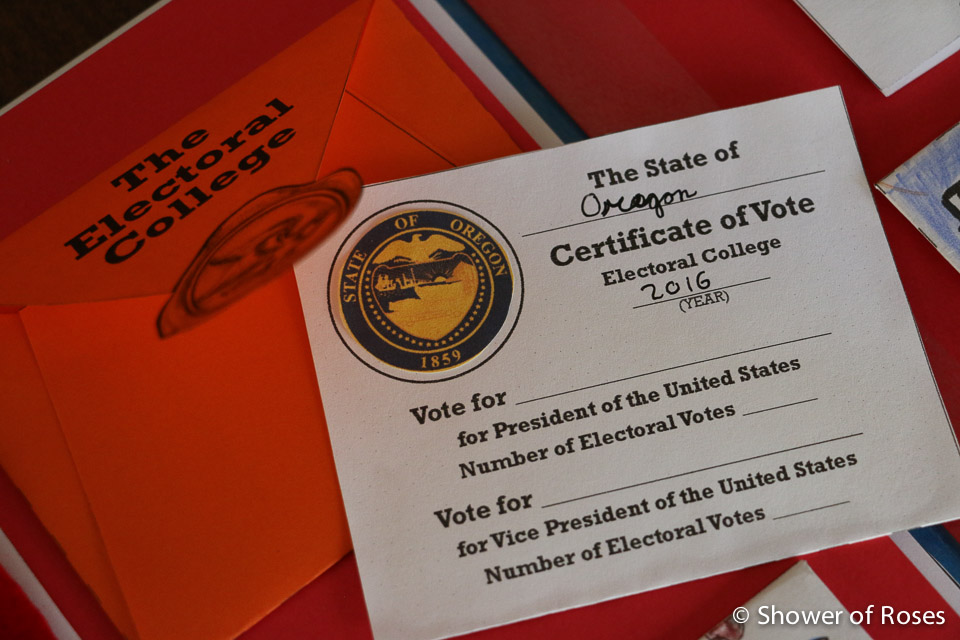 The
Electoral
College
STATE OF OREGON
1859
The State of
Oregon
Certificate of Vote
Electoral College
2016
(YEAR)
Vote for
for President of the United States
Number of Electoral Votes
Vote for
for Vice President of the United States
Number of Electoral Votes
© Shower of Roses